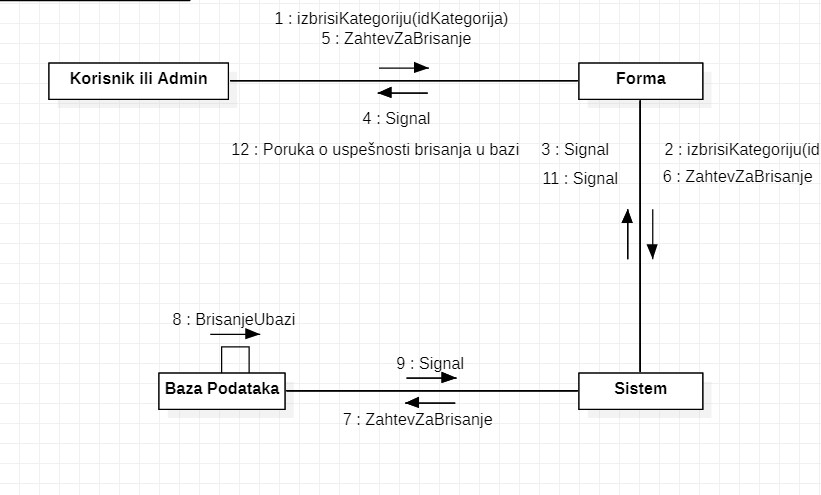 1 : izbrisiKategoriju(idKategorija)
5 : ZahtevZaBrisanje
Korisnik ili Admin
Forma
4 : Signal
12 : Poruka o uspešnosti brisanja u bazi
3 : Signal
2 : izbrisiKategoriju(id
11 : Signal
6 : ZahtevZaBrisanje
8 : BrisanjeUbazi
9 : Signal
Baza Podataka
Sistem
7 : ZahtevZaBrisanje